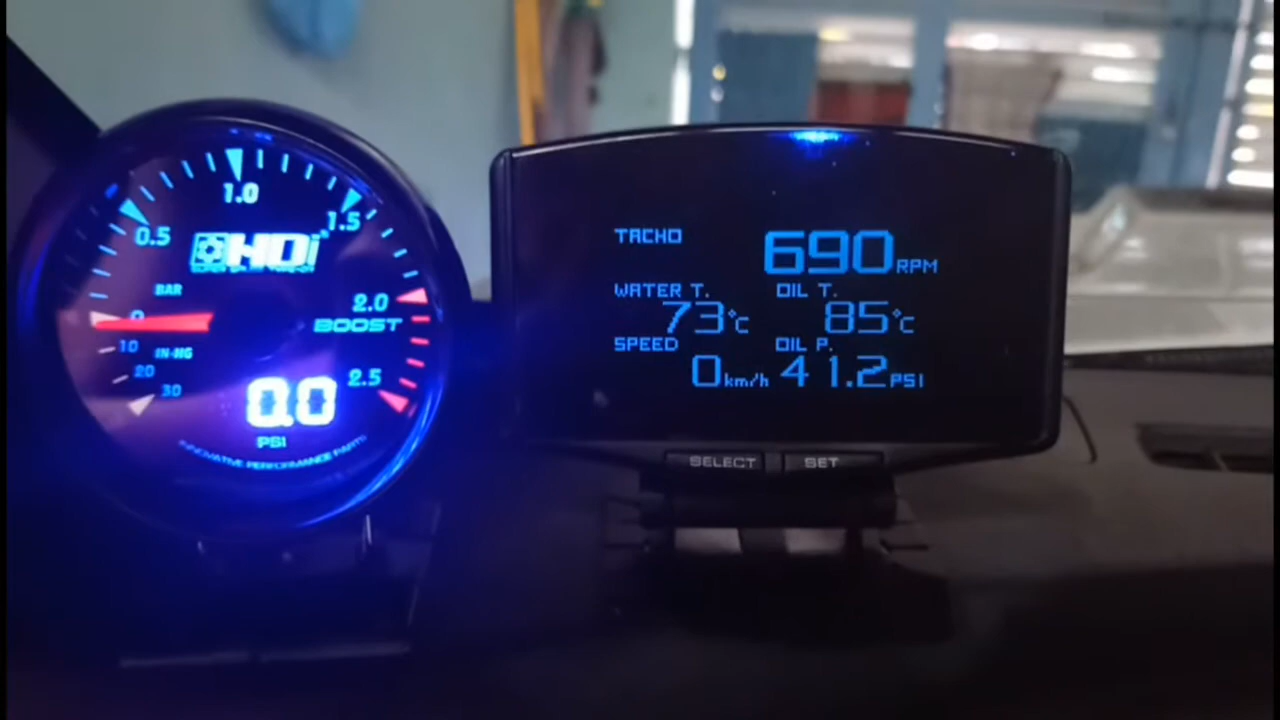 1.0
0.5
1.5
HDi
BAR
2.0
0
BOOST
10
IN-HG
20
2.5
30
0.0
PSI
INNOVATIVE PERFORMANCE PARTS
TACHO
690 RPM
WATER T. OIL T.
73°C 85°C
SPEED OIL P.
0 km/h 41.2 PSI
SELECT SET